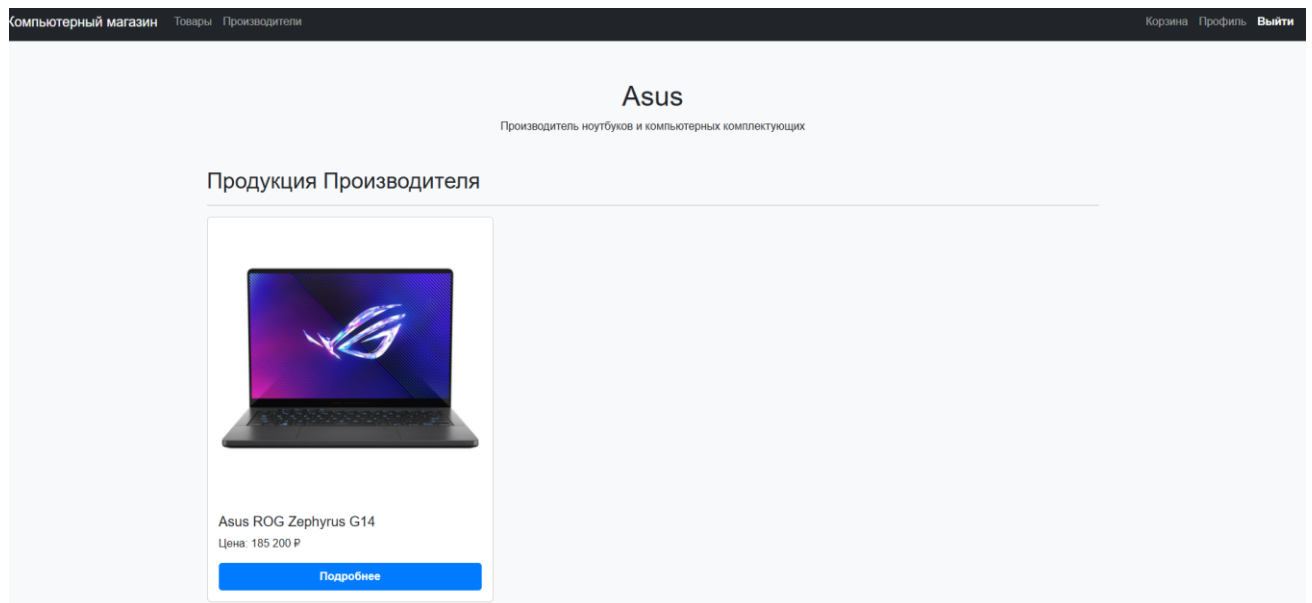 Компьютерный магазин Товары Производители Корзина Профиль Выйти
Asus
Производитель ноутбуков и компьютерных комплектующих
Продукция Производителя
Asus ROG Zephyrus G14
Цена: 185 200 ₽
Подробнее